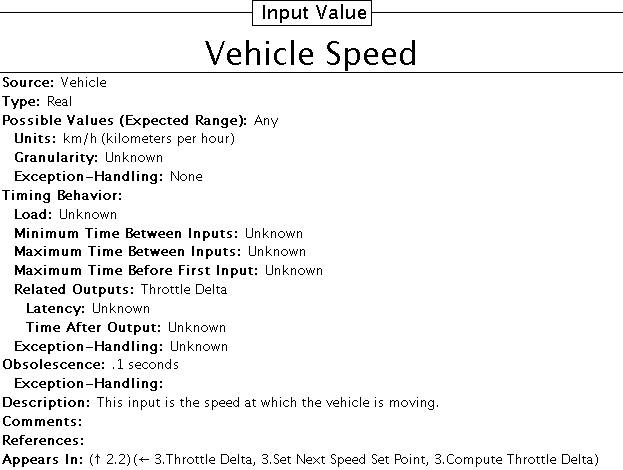 Input Value
Vehicle Speed
Source: Vehicle
Type: Real
Possible Values (Expected Range): Any
Units: km/h (kilometers per hour)
Granularity: Unknown
Exception-Handling: None
Timing Behavior:
Load: Unknown
Minimum Time Between Inputs: Unknown
Maximum Time Between Inputs: Unknown
Maximum Time Before First Input: Unknown
Related Outputs: Throttle Delta
Latency: Unknown
Time After Output: Unknown
Exception-Handling: Unknown
Obsolescence: .1 seconds
Exception-Handling:
Description: This input is the speed at which the vehicle is moving.
Comments:
References:
Appears In: (↑ 2.2)(← 3.Throttle Delta, 3.Set Next Speed Set Point, 3.Compute Throttle Delta)